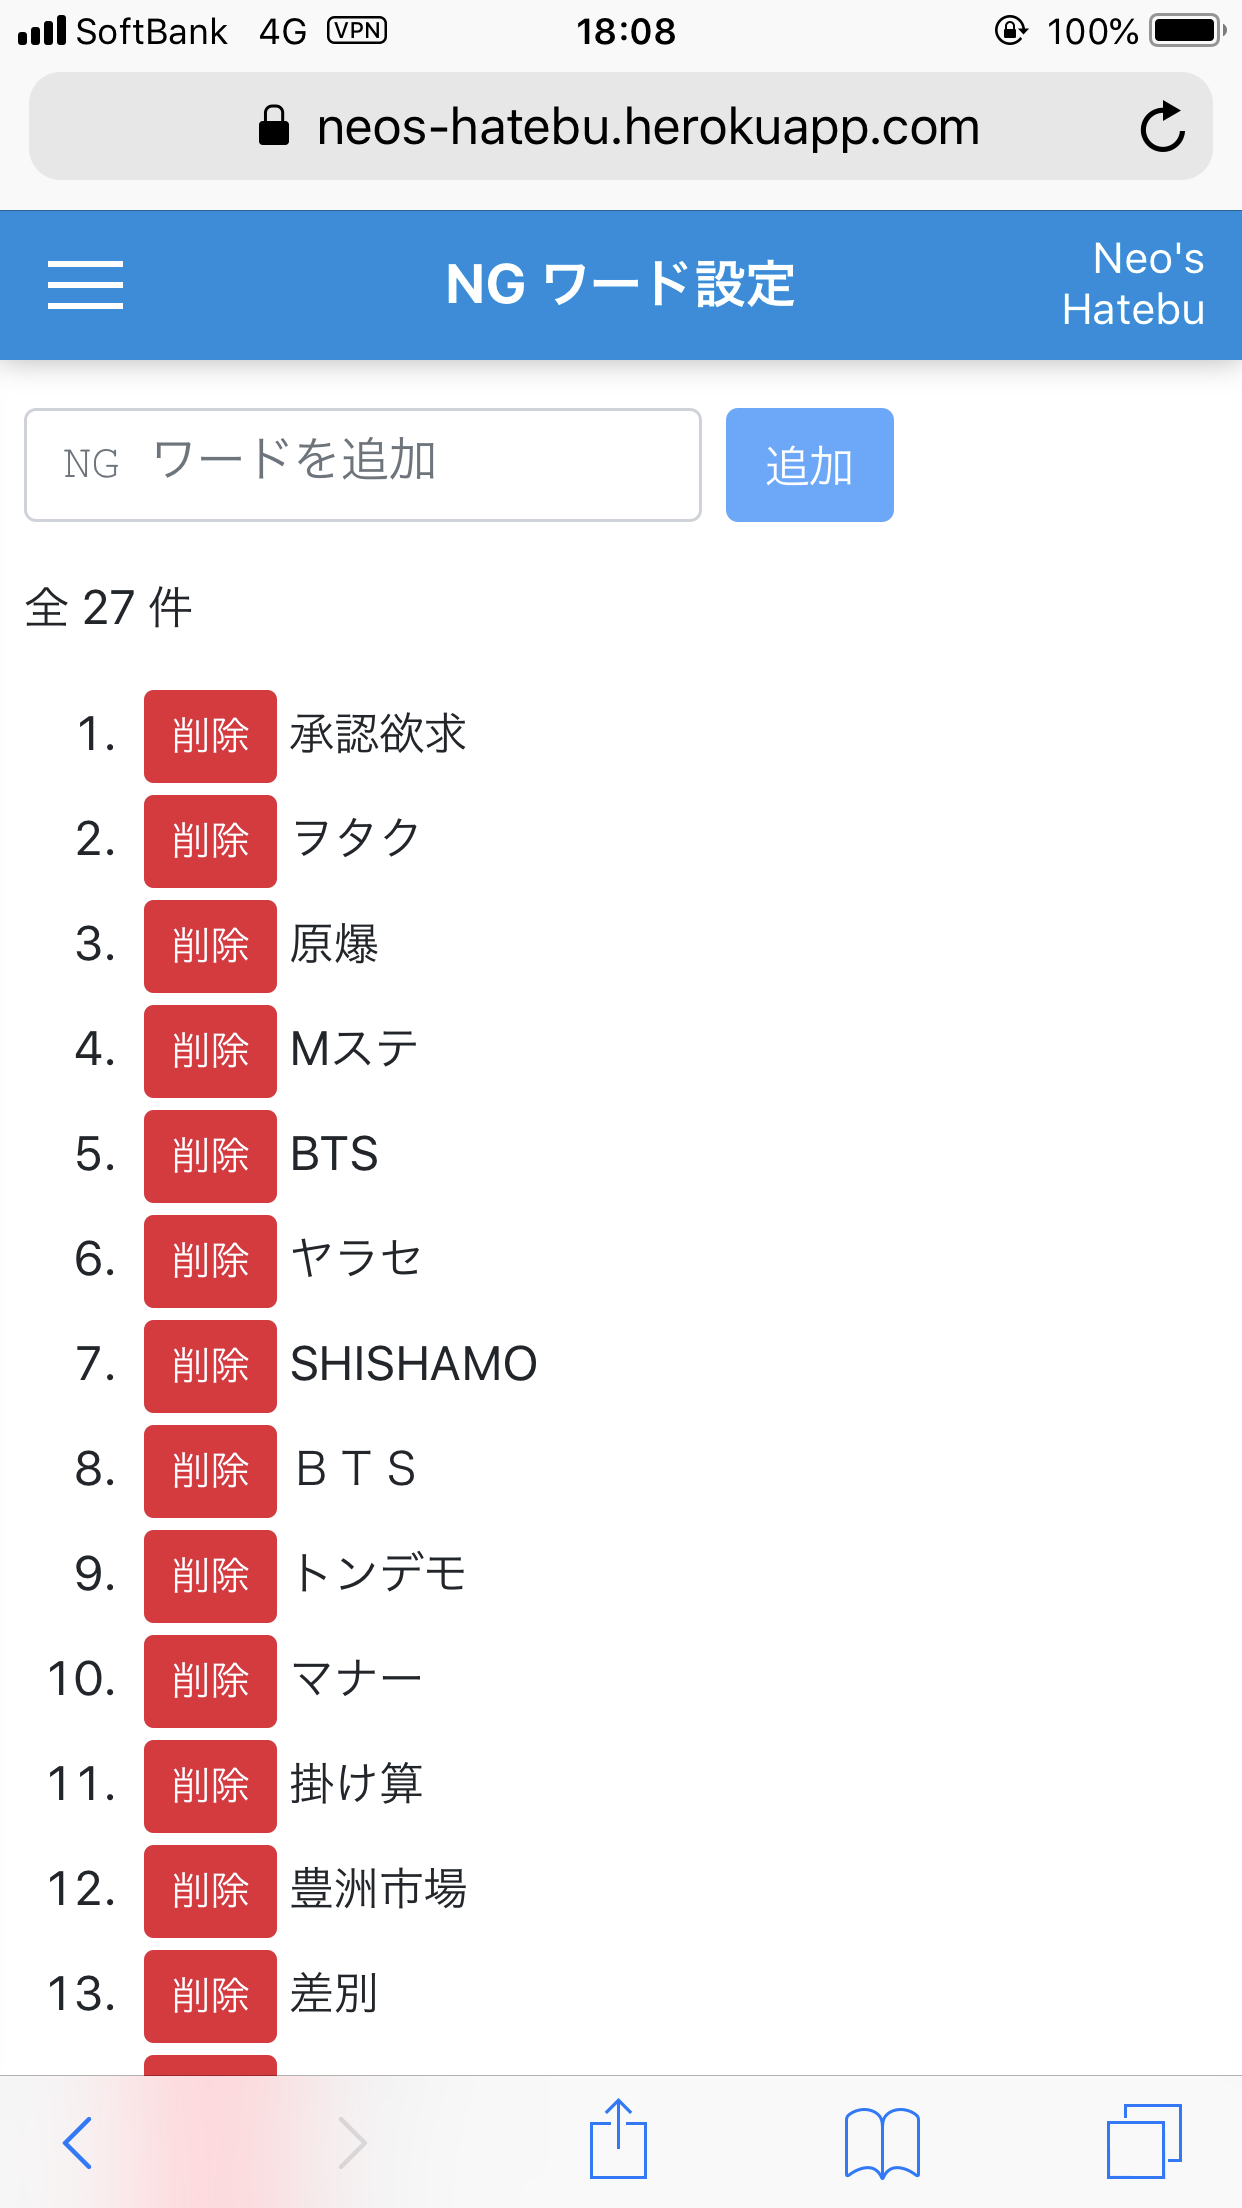 SoftBank 4G VPN 18:08 100%
neos-hatebu.herokuapp.com
NG ワード設定
Neo's
Hatebu
NG ワードを追加 追加
全 27 件
1. 削除 承認欲求
2. 削除 ヲタク
3. 削除 原爆
4. 削除 Mステ
5. 削除 BTS
6. 削除 ヤラセ
7. 削除 SHISHAMO
8. 削除 ＢＴＳ
9. 削除 トンデモ
10. 削除 マナー
11. 削除 掛け算
12. 削除 豊洲市場
13. 削除 差別